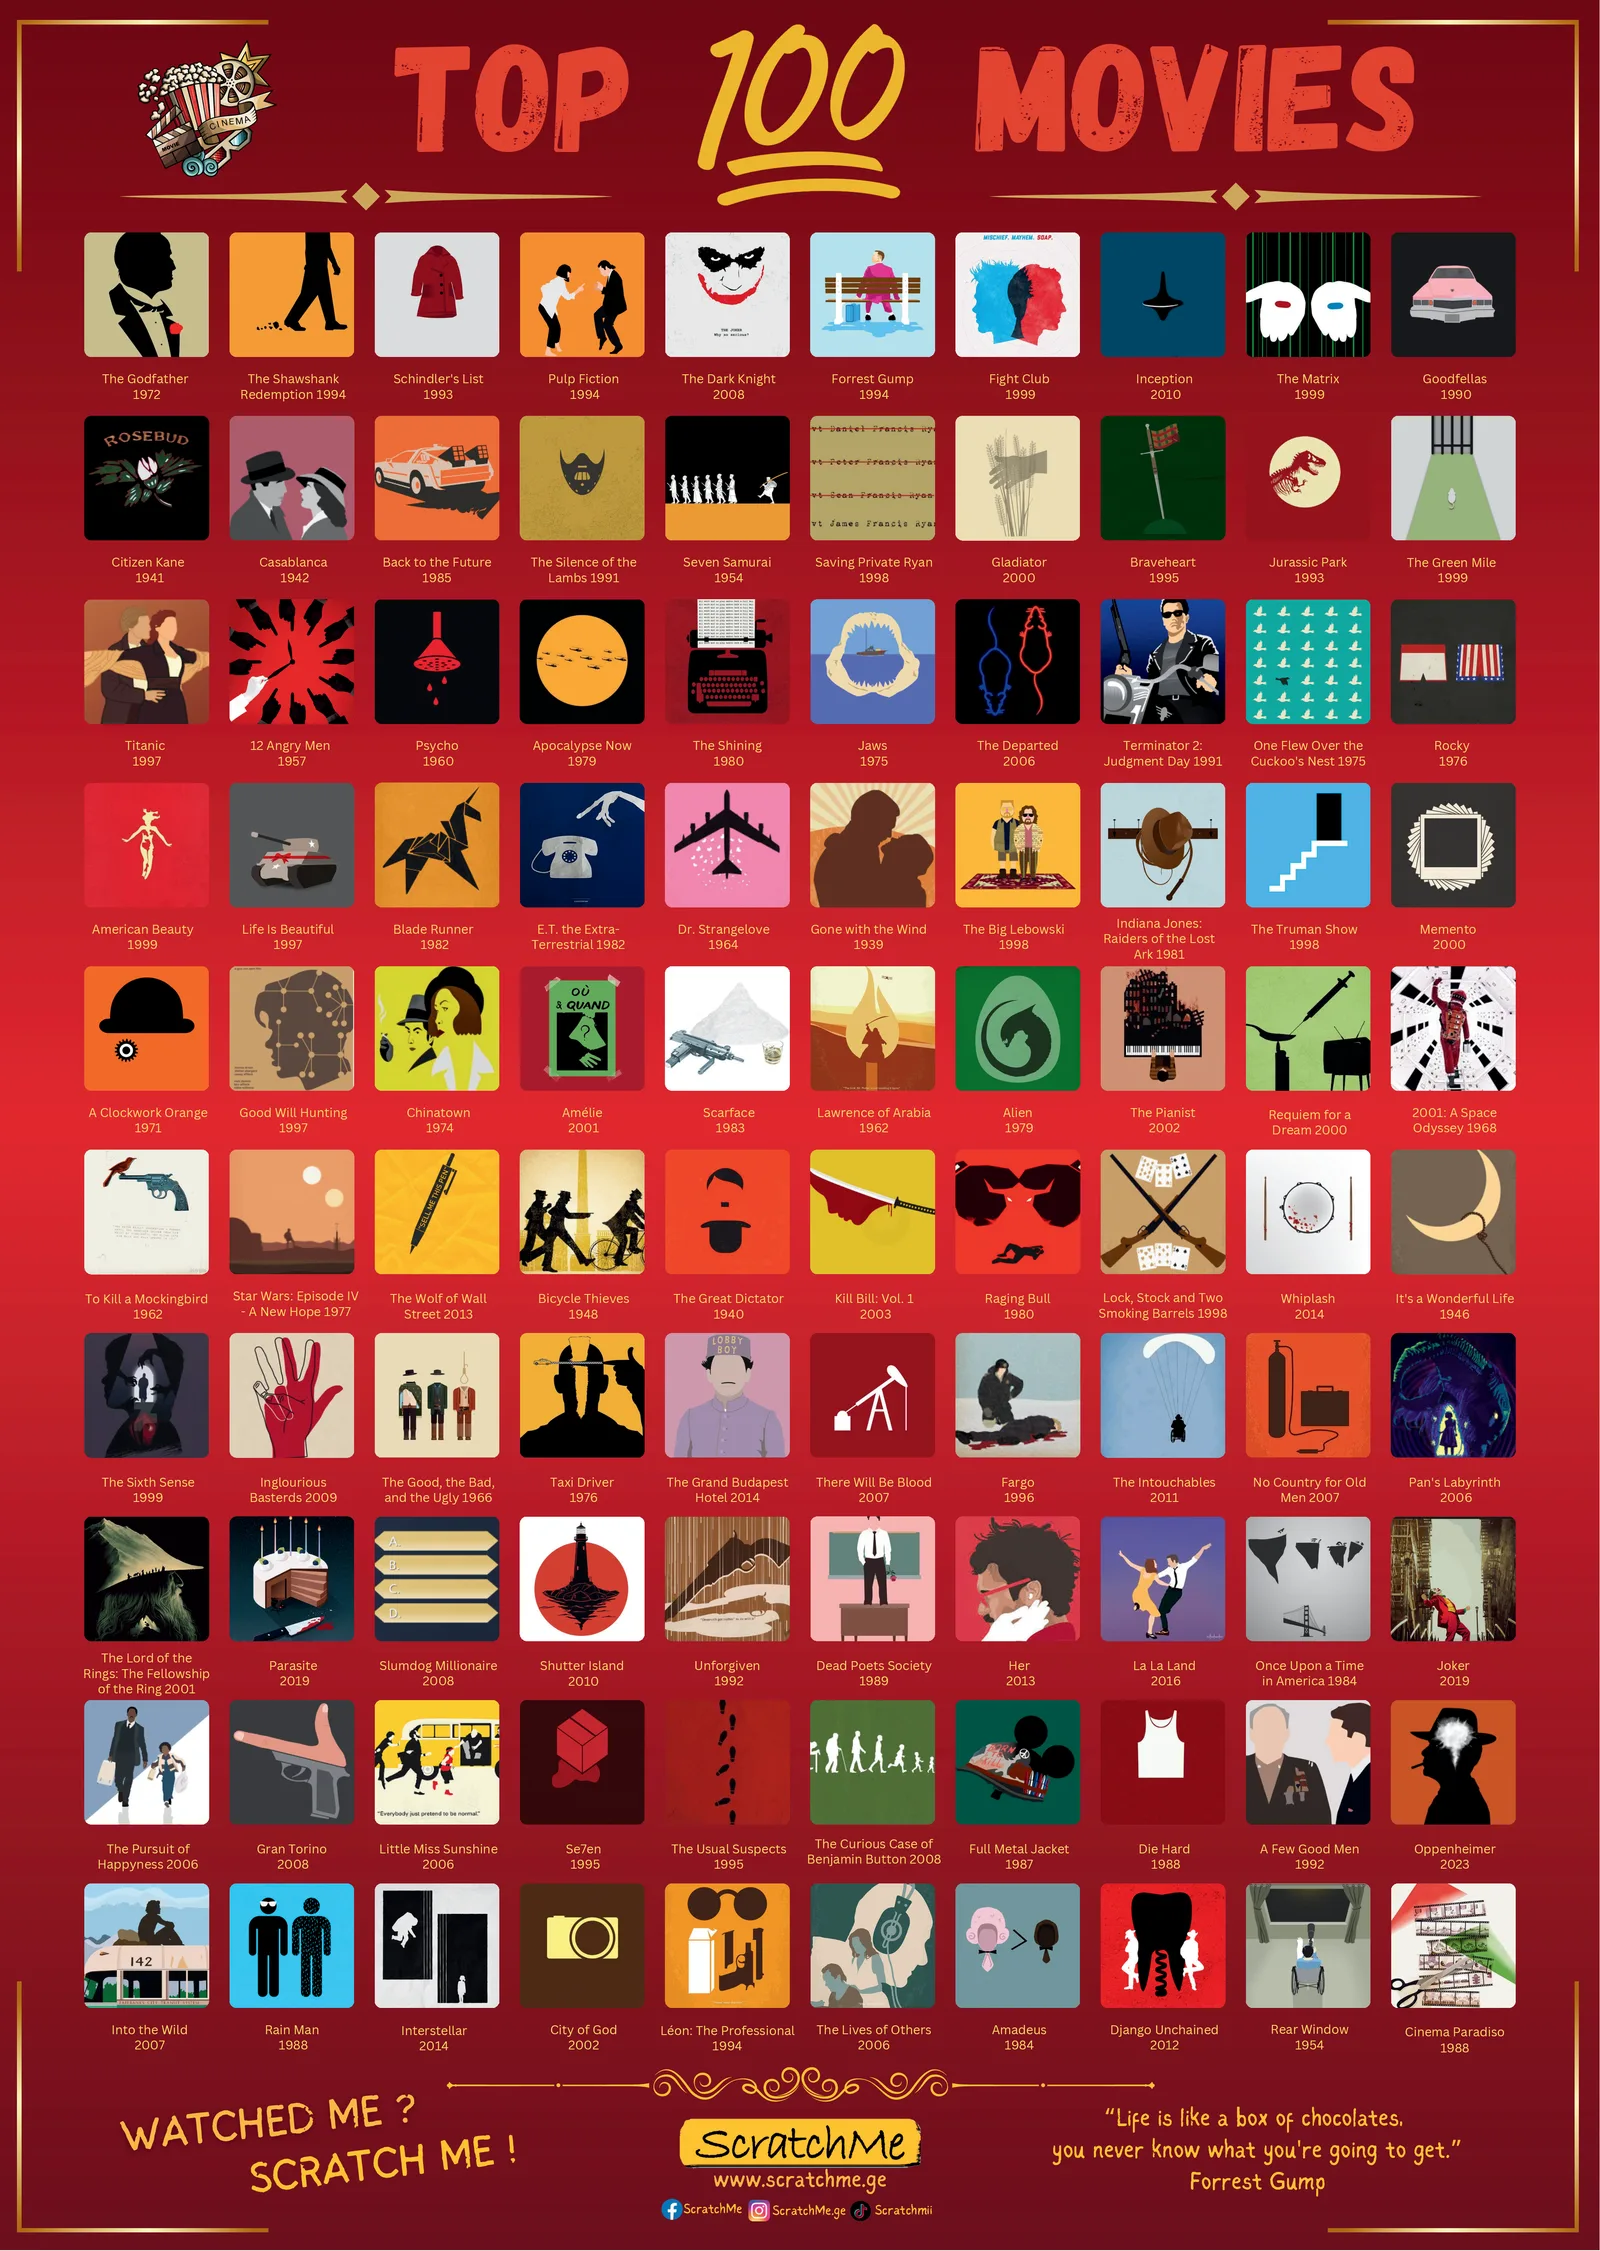 TOP 100 MOVIES
CINEMA
MOVIE
MISCHIEF. MAYHEM. SOAP.
THE JOKER
Why so serious?
The Godfather
1972
The Shawshank
Redemption 1994
Schindler's List
1993
Pulp Fiction
1994
The Dark Knight
2008
Forrest Gump
1994
Fight Club
1999
Inception
2010
The Matrix
1999
Goodfellas
1990
ROSEBUD
vt Daniel Francis Rya
vt Peter Francis Rya
vt Sean Francis Ryan
vt James Francis Rya
Citizen Kane
1941
Casablanca
1942
Back to the Future
1985
The Silence of the
Lambs 1991
Seven Samurai
1954
Saving Private Ryan
1998
Gladiator
2000
Braveheart
1995
Jurassic Park
1993
The Green Mile
1999
Titanic
1997
12 Angry Men
1957
Psycho
1960
Apocalypse Now
1979
The Shining
1980
Jaws
1975
The Departed
2006
Terminator 2:
Judgment Day 1991
One Flew Over the
Cuckoo's Nest 1975
Rocky
1976
American Beauty
1999
Life Is Beautiful
1997
Blade Runner
1982
E.T. the Extra-
Terrestrial 1982
Dr. Strangelove
1964
Gone with the Wind
1939
The Big Lebowski
1998
Indiana Jones:
Raiders of the Lost
Ark 1981
The Truman Show
1998
Memento
2000
OÙ
& QUAND
?
A Clockwork Orange
1971
Good Will Hunting
1997
Chinatown
1974
Amélie
2001
Scarface
1983
Lawrence of Arabia
1962
Alien
1979
The Pianist
2002
Requiem for a
Dream 2000
2001: A Space
Odyssey 1968
"SELL ME THIS PEN"
To Kill a Mockingbird
1962
Star Wars: Episode IV
- A New Hope 1977
The Wolf of Wall
Street 2013
Bicycle Thieves
1948
The Great Dictator
1940
Kill Bill: Vol. 1
2003
Raging Bull
1980
Lock, Stock and Two
Smoking Barrels 1998
Whiplash
2014
It's a Wonderful Life
1946
LOBBY
BOY
The Sixth Sense
1999
Inglourious
Basterds 2009
The Good, the Bad,
and the Ugly 1966
Taxi Driver
1976
The Grand Budapest
Hotel 2014
There Will Be Blood
2007
Fargo
1996
The Intouchables
2011
No Country for Old
Men 2007
Pan's Labyrinth
2006
A.
B.
C.
D.
The Lord of the
Rings: The Fellowship
of the Ring 2001
Parasite
2019
Slumdog Millionaire
2008
Shutter Island
2010
Unforgiven
1992
Dead Poets Society
1989
Her
2013
La La Land
2016
Once Upon a Time
in America 1984
Joker
2019
"Everybody just pretend to be normal."
The Pursuit of
Happyness 2006
Gran Torino
2008
Little Miss Sunshine
2006
Se7en
1995
The Usual Suspects
1995
The Curious Case of
Benjamin Button 2008
Full Metal Jacket
1987
Die Hard
1988
A Few Good Men
1992
Oppenheimer
2023
142
>
Into the Wild
2007
Rain Man
1988
Interstellar
2014
City of God
2002
Léon: The Professional
1994
The Lives of Others
2006
Amadeus
1984
Django Unchained
2012
Rear Window
1954
Cinema Paradiso
1988
WATCHED ME ?
SCRATCH ME !
ScratchMe
www.scratchme.ge
ScratchMe ScratchMe.ge Scratchmii
“Life is like a box of chocolates,
you never know what you're going to get.”
Forrest Gump